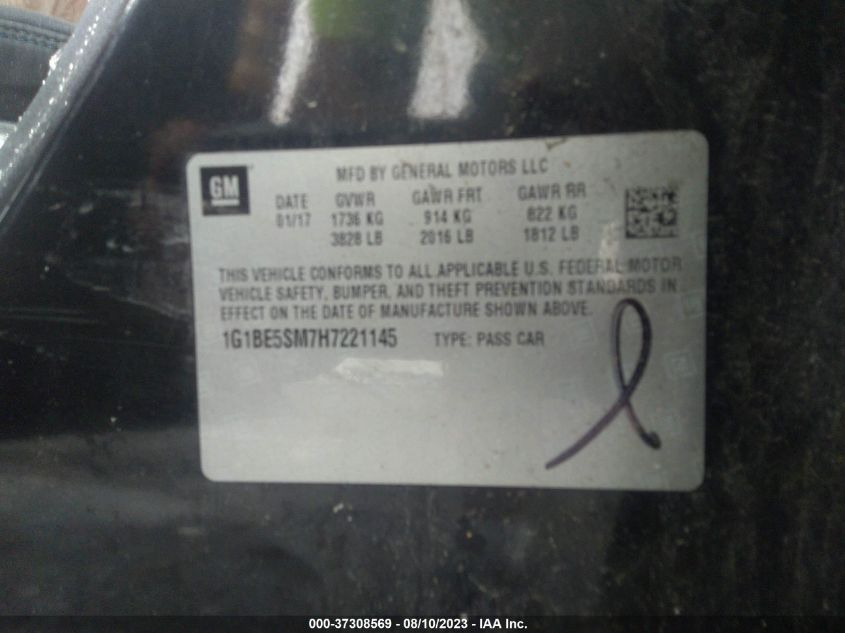 GM
MFD BY GENERAL MOTORS LLC
DATE GVWR GAWR FRT GAWR RR
01/17 1736 KG 914 KG 822 KG
3828 LB 2016 LB 1812 LB
THIS VEHICLE CONFORMS TO ALL APPLICABLE U.S. FEDERAL MOTOR
VEHICLE SAFETY, BUMPER, AND THEFT PREVENTION STANDARDS IN
EFFECT ON THE DATE OF MANUFACTURE SHOWN ABOVE.
1G1BE5SM7H7221145 TYPE: PASS CAR
000-37308569 - 08/10/2023 - IAA Inc.